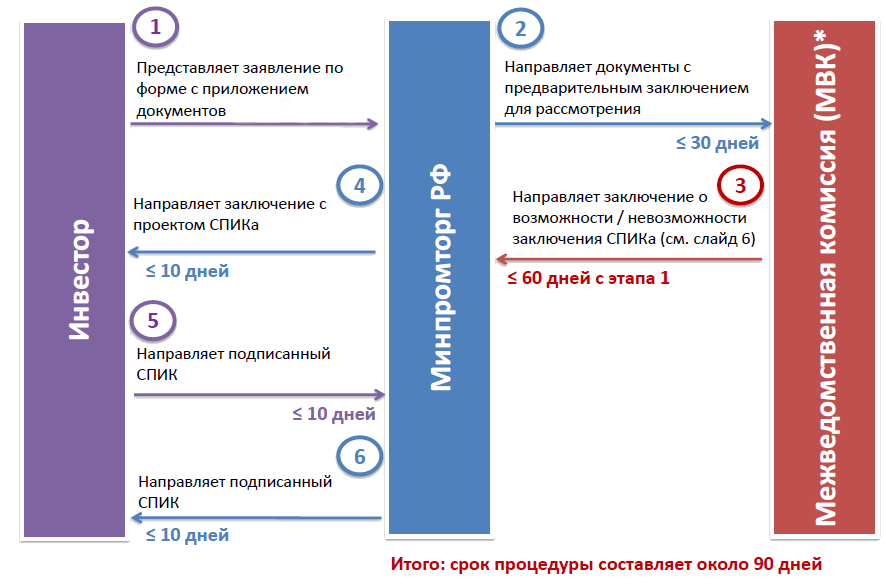 Инвестор
Минпромторг РФ
Межведомственная комиссия (МВК)*
1
Представляет заявление по
форме с приложением
документов
2
Направляет документы с
предварительным заключением
для рассмотрения
≤ 30 дней
3
Направляет заключение о
возможности / невозможности
заключения СПИКа (см. слайд 6)
≤ 60 дней с этапа 1
4
Направляет заключение с
проектом СПИКа
≤ 10 дней
5
Направляет подписанный
СПИК
≤ 10 дней
6
Направляет подписанный
СПИК
≤ 10 дней
Итого: срок процедуры составляет около 90 дней